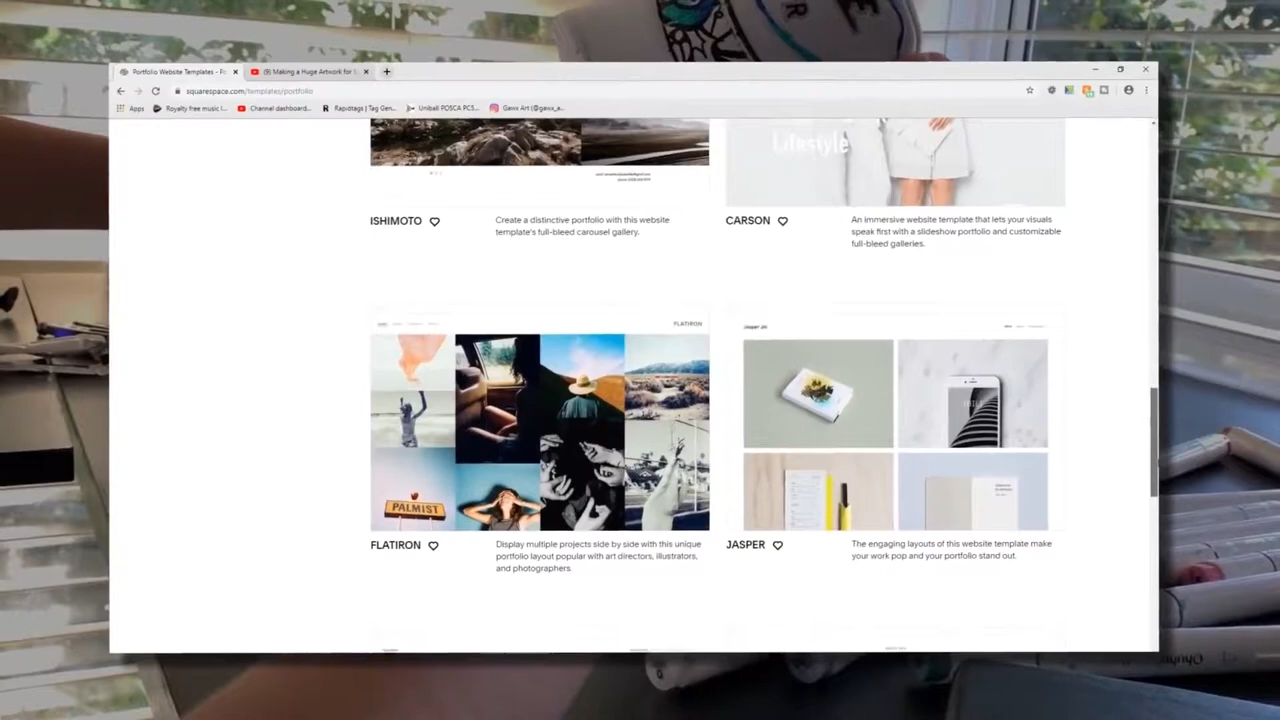 R
Portfolio Website Templates - Po
(9) Making a Huge Artwork for
squarespace.com/templates/portfolio
Apps
Royalty free music l...
Channel dashboard...
Rapidtags | Tag Gen...
Uniball POSCA PC5...
Gawx Art (@gawx_a...
Lifestyle
ISHIMOTO
Create a distinctive portfolio with this website
template's full-bleed carousel gallery.
CARSON
An immersive website template that lets your visuals
speak first with a slideshow portfolio and customizable
full-bleed galleries.
FLATIRON
PALMIST
FLATIRON
Display multiple projects side by side with this unique
portfolio layout popular with art directors, illustrators,
and photographers.
JASPER
The engaging layouts of this website template make
your work pop and your portfolio stand out.